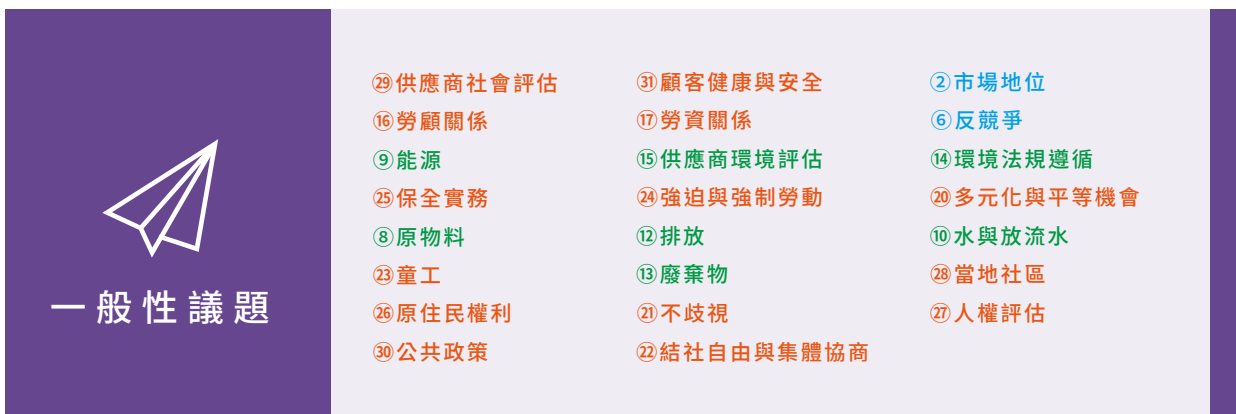 一般性議題
㉙供應商社會評估
⑯勞顧關係
⑨能源
㉕保全實務
⑧原物料
㉓童工
㉖原住民權利
㉚公共政策
㉛顧客健康與安全
⑰勞資關係
⑮供應商環境評估
㉔強迫與強制勞動
⑫排放
⑬廢棄物
㉑不歧視
㉒結社自由與集體協商
②市場地位
⑥反競爭
⑭環境法規遵循
⑳多元化與平等機會
⑩水與放流水
㉘當地社區
㉗人權評估